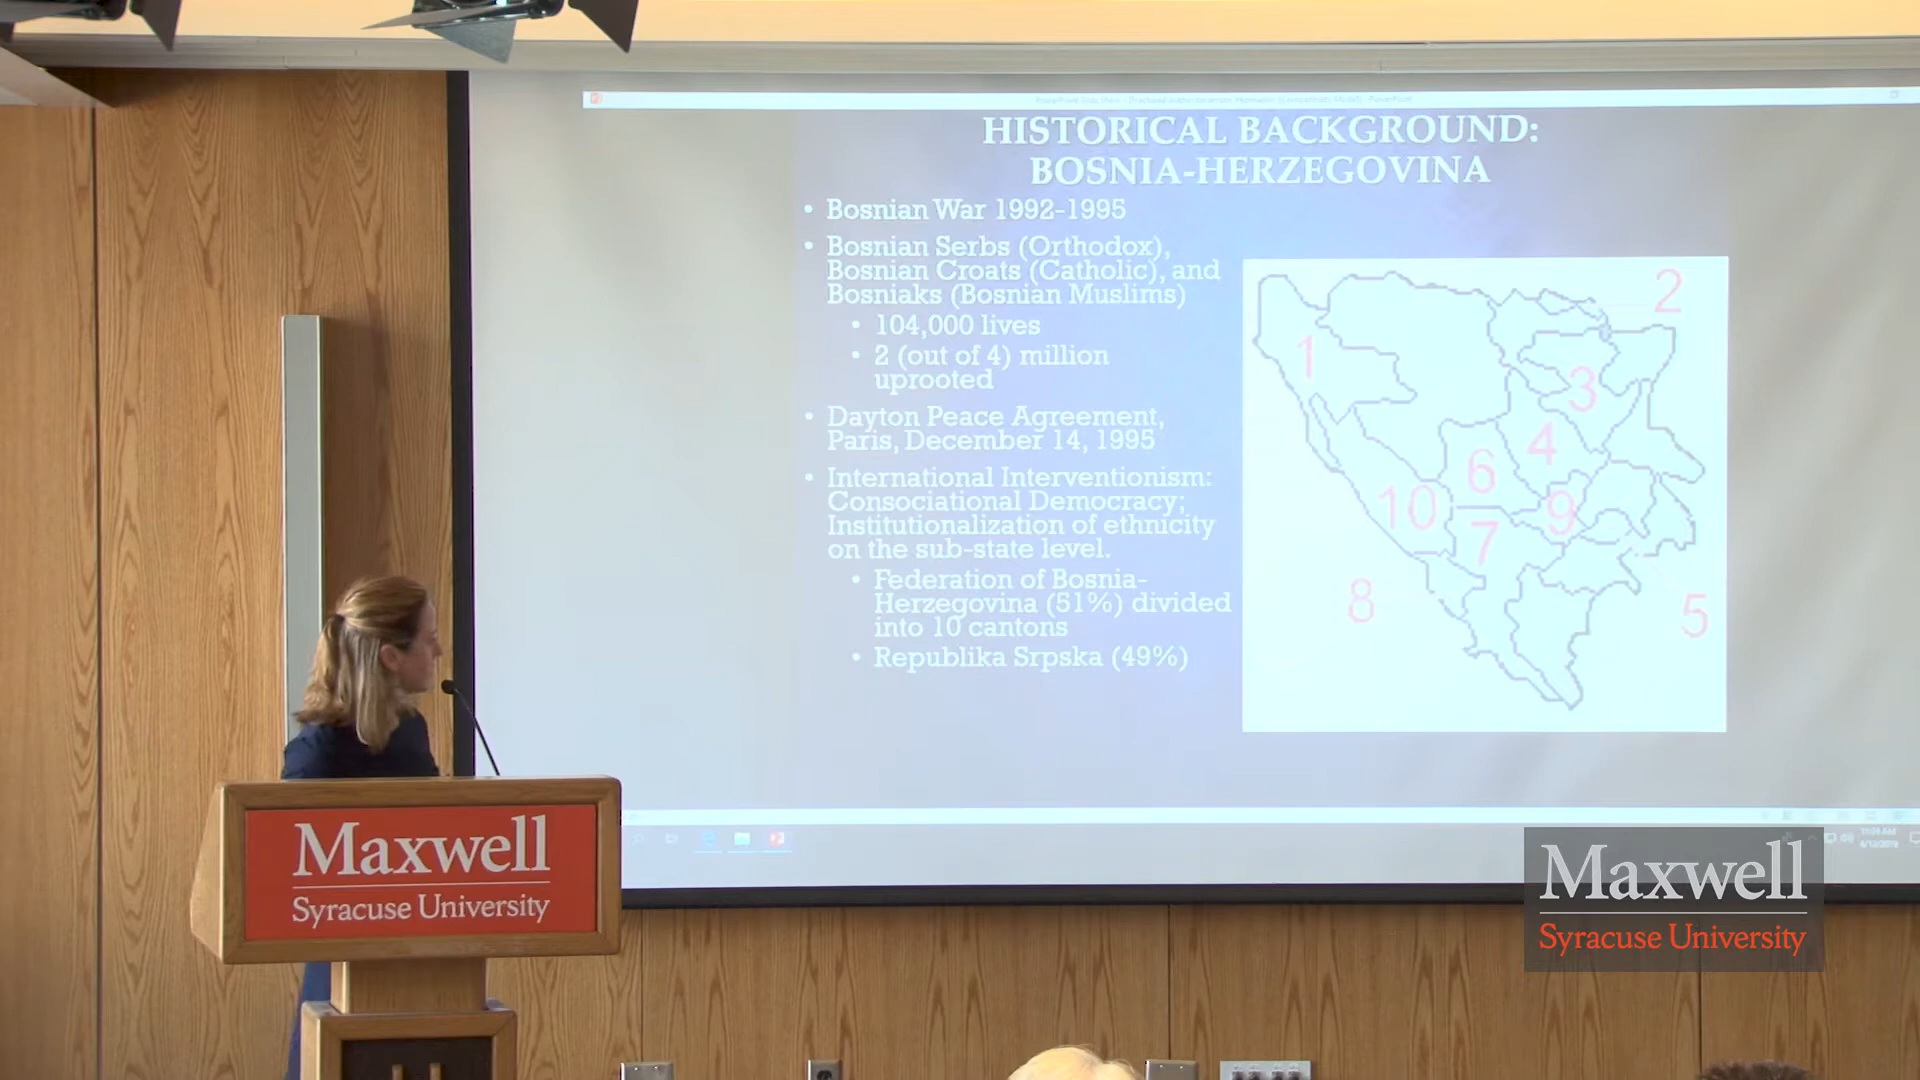 HISTORICAL BACKGROUND:
BOSNIA-HERZEGOVINA
• Bosnian War 1992-1995
• Bosnian Serbs (Orthodox),
Bosnian Croats (Catholic), and
Bosniaks (Bosnian Muslims)
• 104,000 lives
• 2 (out of 4) million
uprooted
• Dayton Peace Agreement,
Paris, December 14, 1995
• International Interventionism:
Consociational Democracy;
Institutionalization of ethnicity
on the sub-state level.
• Federation of Bosnia-
Herzegovina (51%) divided
into 10 cantons
• Republika Srpska (49%)
2
1
3
4
6
10
9
7
8
5
Maxwell
Syracuse University
Maxwell
Syracuse University